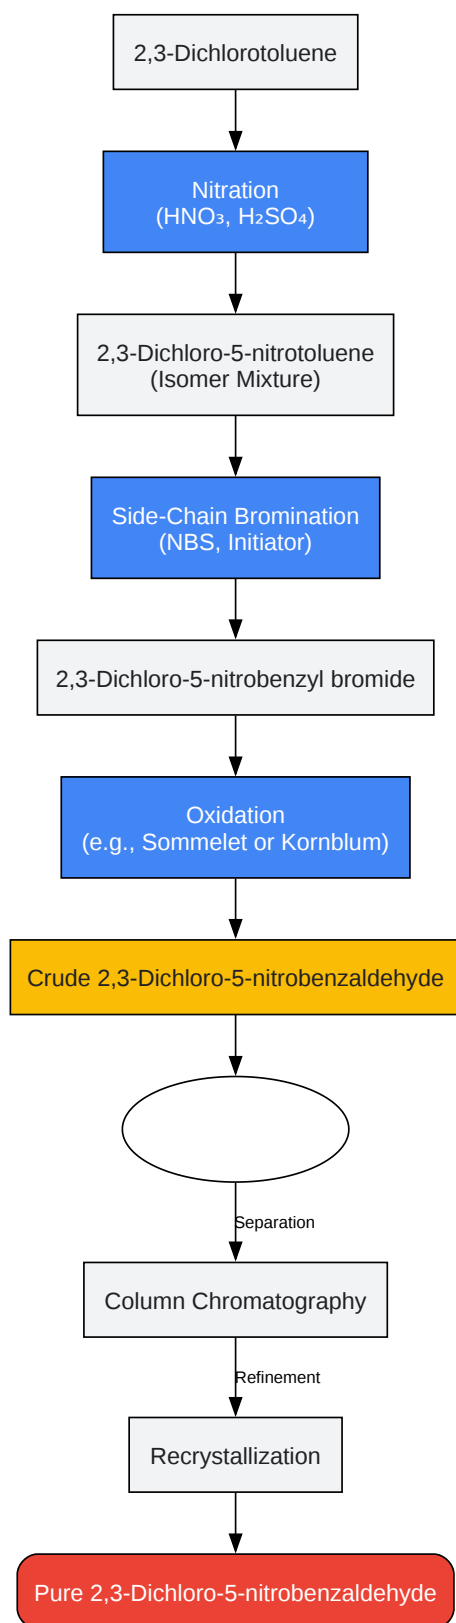 2,3-Dichlorotoluene
Nitration
(HNO₃, H₂SO₄)
2,3-Dichloro-5-nitrotoluene
(Isomer Mixture)
Side-Chain Bromination
(NBS, Initiator)
2,3-Dichloro-5-nitrobenzyl bromide
Oxidation
(e.g., Sommelet or Kornblum)
Crude 2,3-Dichloro-5-nitrobenzaldehyde
Separation
Column Chromatography
Refinement
Recrystallization
Pure 2,3-Dichloro-5-nitrobenzaldehyde